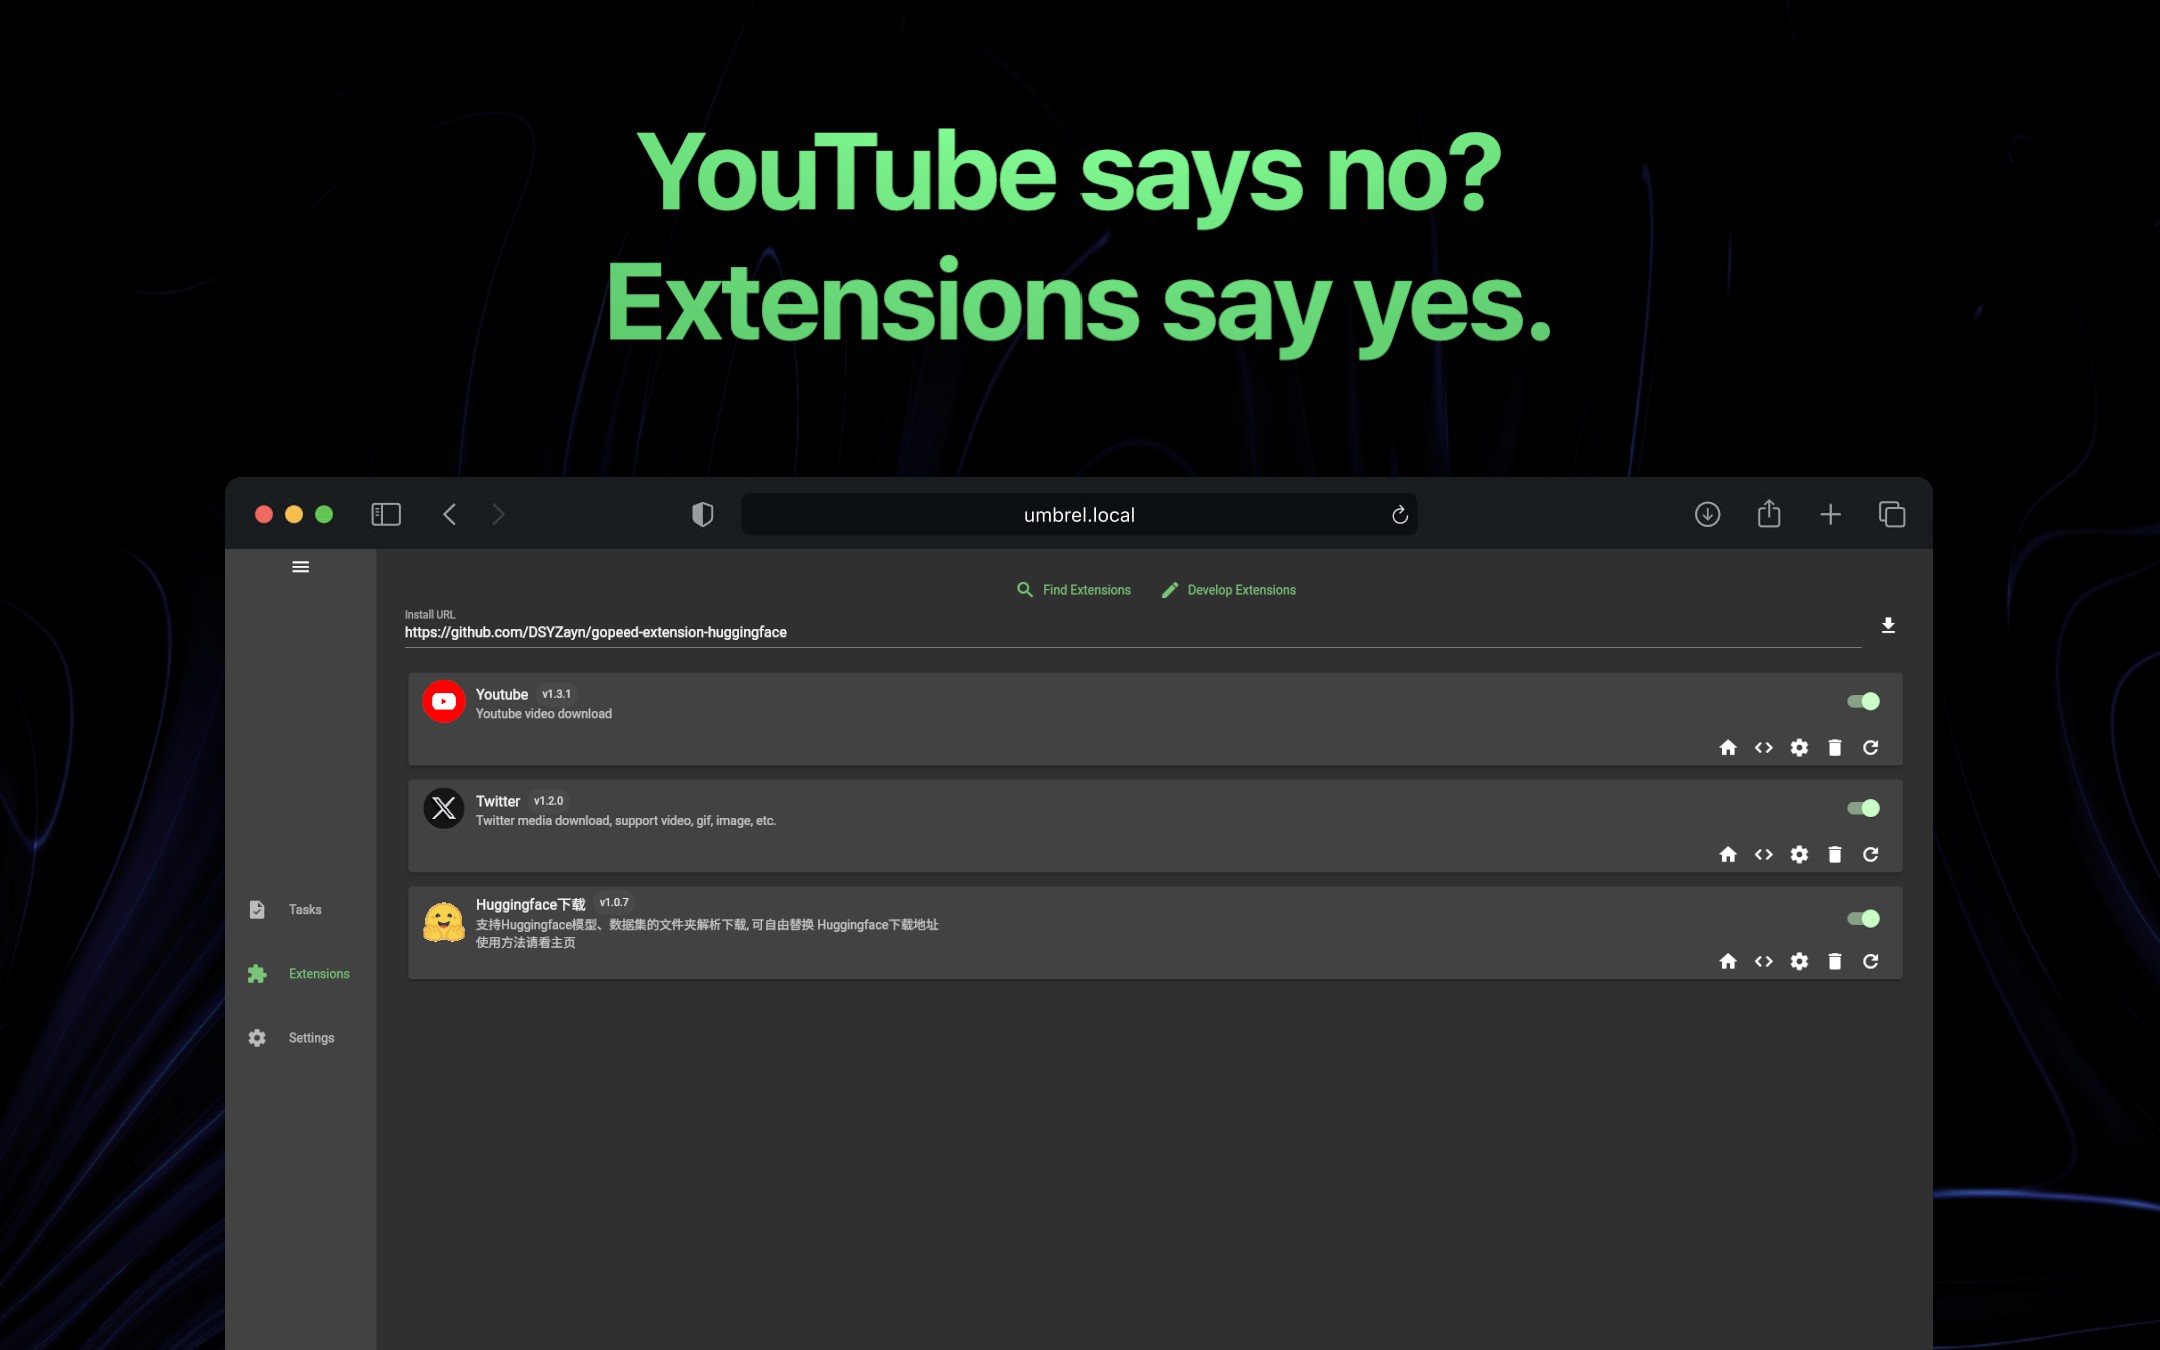 YouTube says no?
Extensions say yes.
umbrel.local
Find Extensions
Develop Extensions
Install URL
https://github.com/DSYZayn/gopeed-extension-huggingface
Youtube v1.3.1
Youtube video download
Twitter v1.2.0
Twitter media download, support video, gif, image, etc.
Huggingface下载 v1.0.7
支持Huggingface模型、数据集的文件夹解析下载, 可自由替换 Huggingface下载地址
使用方法请看主页
Tasks
Extensions
Settings